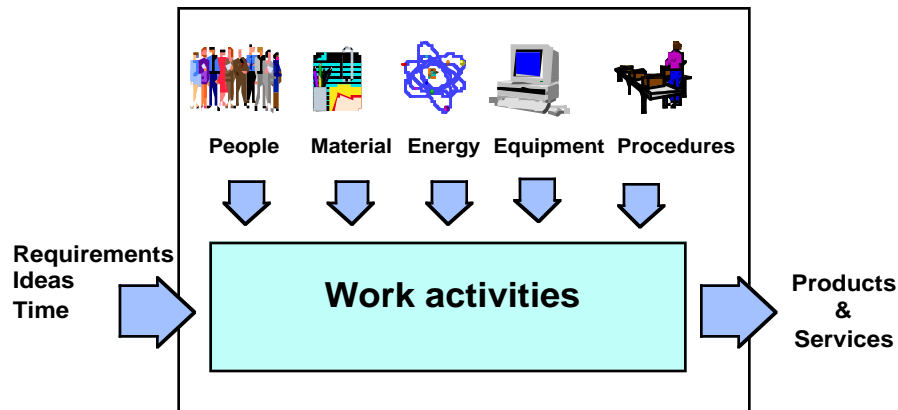 People Material Energy Equipment Procedures
Requirements
Ideas
Time
Work activities
Products
&
Services